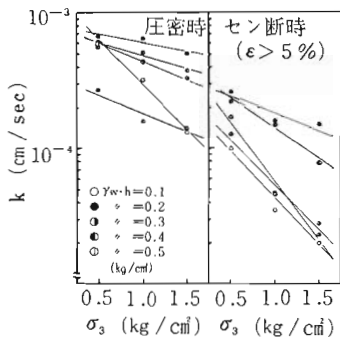 10⁻³
圧密時
セン断時
(ε>5%)
k (cm/sec)
10⁻⁴
○ γw·h=0.1
● 〃 =0.2
◑ 〃 =0.3
◐ 〃 =0.4
⦶ 〃 =0.5
(kg/cm²)
0.5 1.0 1.5 0.5 1.0 1.5
σ₃ (kg/cm²) σ₃ (kg/cm²)